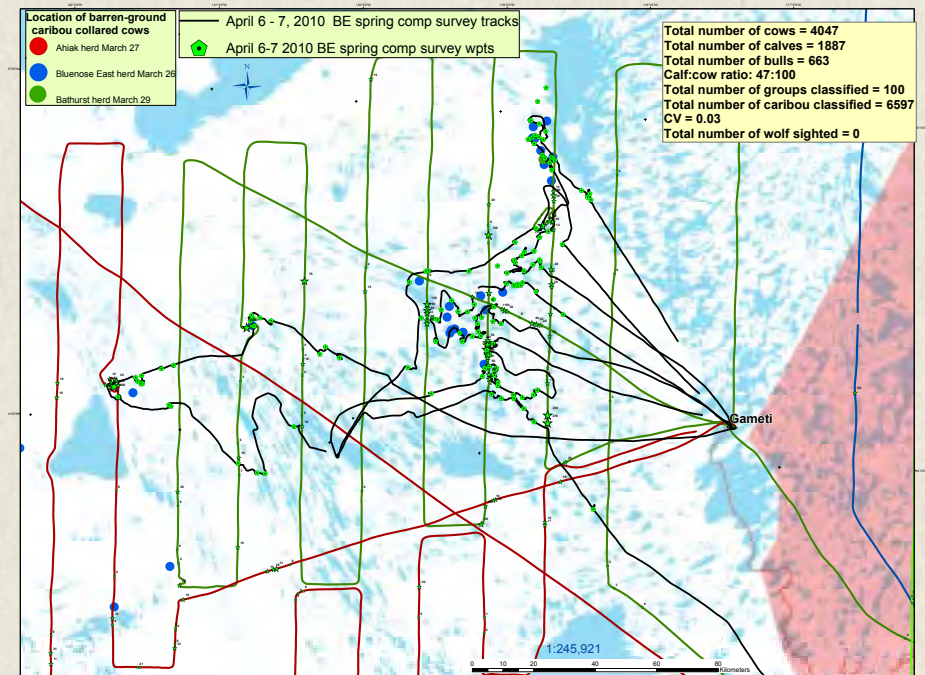 Location of barren-ground
caribou collared cows
Ahiak herd March 27
Bluenose East herd March 26
Bathurst herd March 29
April 6 - 7, 2010 BE spring comp survey tracks
April 6-7 2010 BE spring comp survey wpts
Total number of cows = 4047
Total number of calves = 1887
Total number of bulls = 663
Calf:cow ratio: 47:100
Total number of groups classified = 100
Total number of caribou classified = 6597
CV = 0.03
Total number of wolf sighted = 0
N
Gameti
1:245,921
0 10 20 40 60 80
Kilometers